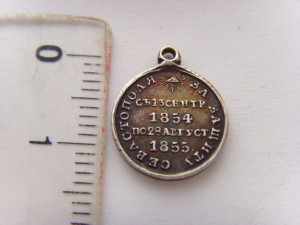 0
1
ЗА ЗАЩИТУ СЕВАСТОПОЛЯ
СЪ 13 СЕНТ.
1854
ПО 28 АВГУСТ.
1855.